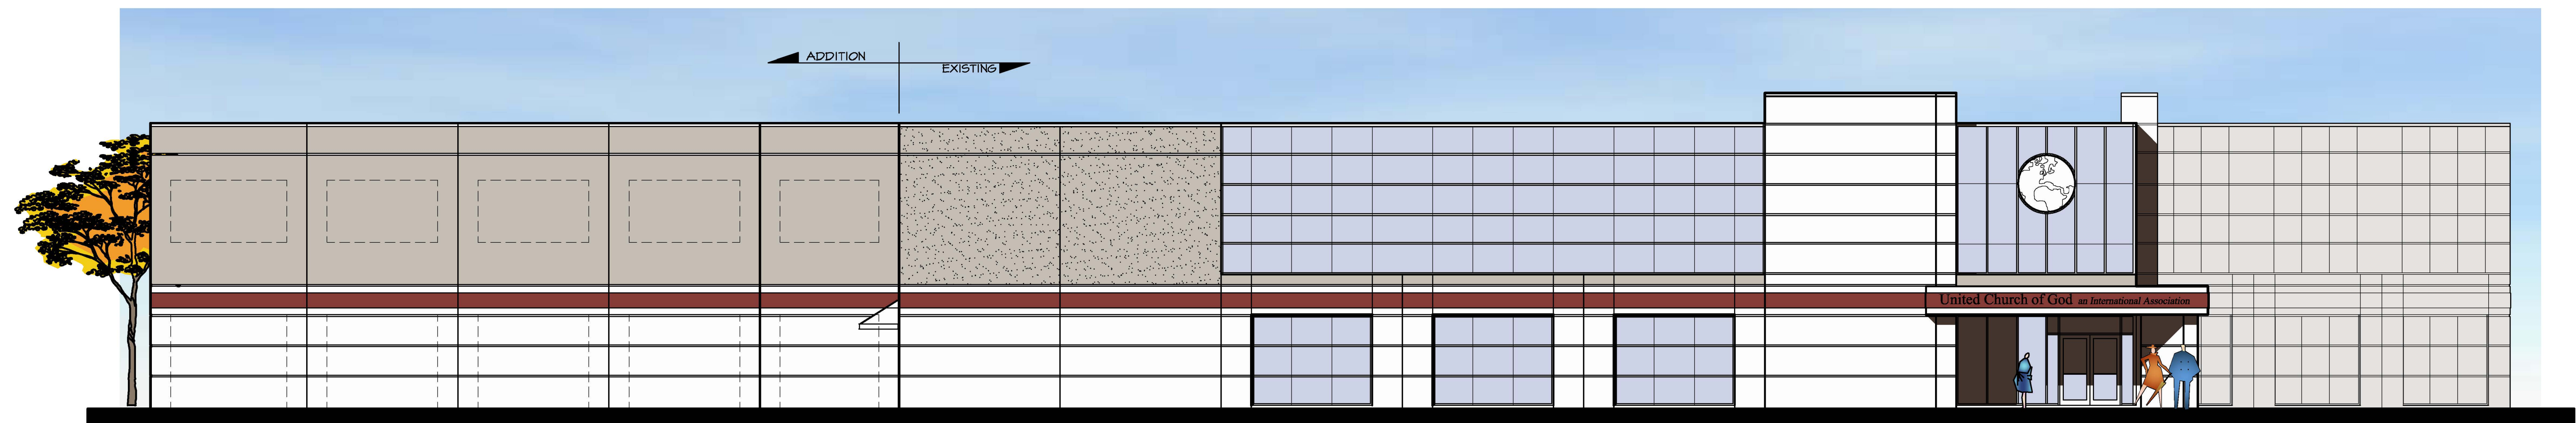 ADDITION
EXISTING
United Church of God an International Association